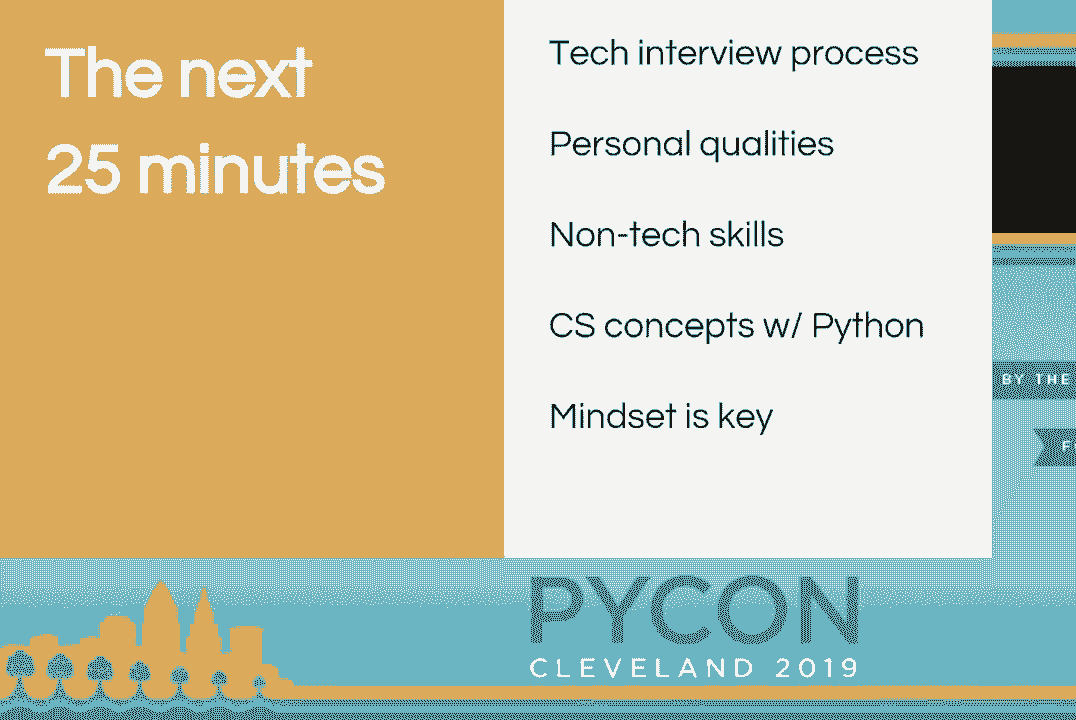 The next
25 minutes
Tech interview process
Personal qualities
Non-tech skills
CS concepts w/ Python
Mindset is key
BY THE
PYCON
CLEVELAND 2019